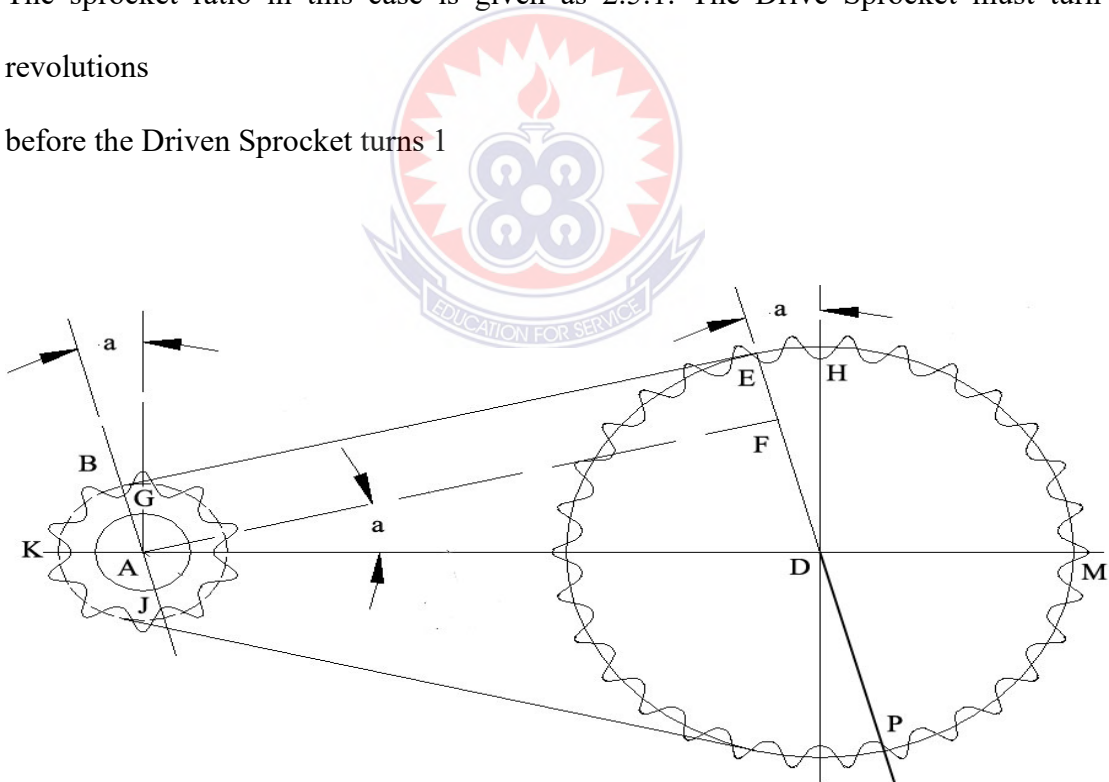 The sprocket ratio in this case is given as 2.5:1. The Drive Sprocket must turn
revolutions
before the Driven Sprocket turns 1
EDUCATION FOR SERVICE
a
a
E
H
B
F
G
a
K
A
D
M
J
P